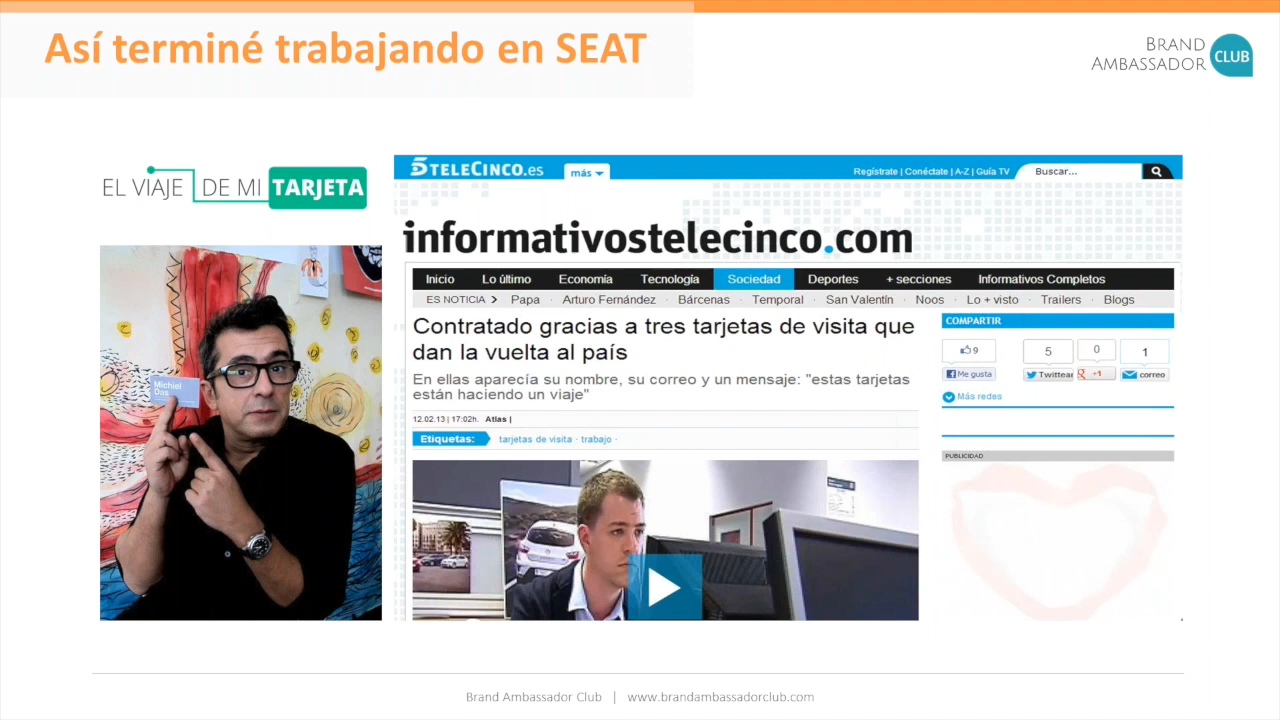 Así terminé trabajando en SEAT
BRAND
AMBASSADOR
CLUB
EL VIAJE DE MI TARJETA
Michiel
Das
TELECINCO.es
más
Regístrate | Conéctate | A-Z | Guía TV
Buscar...
informativostelecinco.com
Inicio Lo último Economía Tecnología Sociedad Deportes + secciones Informativos Completos
ES NOTICIA Papa · Arturo Fernández · Bárcenas · Temporal · San Valentín · Noos · Lo + visto · Trailers · Blogs
Contratado gracias a tres tarjetas de visita que
dan la vuelta al país
En ellas aparecía su nombre, su correo y un mensaje: "estas tarjetas
están haciendo un viaje"
12.02.13 | 17:02h. Atlas |
Etiquetas: tarjetas de visita · trabajo ·
COMPARTIR
9 5 0 1
Me gusta Twittear +1 correo
Más redes
PUBLICIDAD
Brand Ambassador Club | www.brandambassadorclub.com